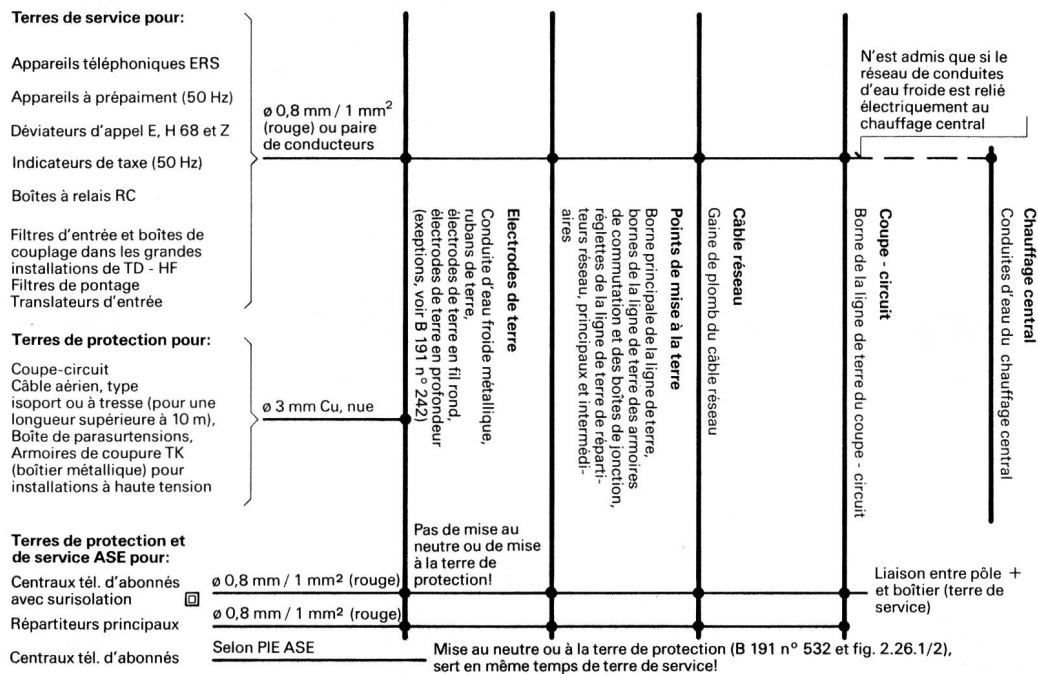 Terres de service pour:
Appareils téléphoniques ERS
Appareils à prépaiment (50 Hz)
Déviateurs d'appel E, H 68 et Z
Indicateurs de taxe (50 Hz)
Boîtes à relais RC
Filtres d'entrée et boîtes de
couplage dans les grandes
installations de TD - HF
Filtres de pontage
Translateurs d'entrée
ø 0,8 mm / 1 mm²
(rouge) ou paire
de conducteurs
N'est admis que si le
réseau de conduites
d'eau froide est relié
électriquement au
chauffage central
Terres de protection pour:
Coupe-circuit
Câble aérien, type
isoport ou à tresse (pour une
longueur supérieure à 10 m),
Boîte de parasurtensions,
Armoires de coupure TK
(boîtier métallique) pour
installations à haute tension
ø 3 mm Cu, nue
Electrodes de terre
Conduite d'eau froide métallique,
rubans de terre,
électrodes de terre en fil rond,
électrodes de terre en profondeur
(exeptions, voir B 191 n° 242)
Points de mise à la terre
Borne principale de la ligne de terre,
bornes de la ligne de terre des armoires
de commutation et des boîtes de jonction,
réglettes de la ligne de terre de réparti-
teurs réseau, principaux et intermédi-
aires
Câble réseau
Gaine de plomb du câble réseau
Coupe - circuit
Borne de la ligne de terre du coupe - circuit
Chauffage central
Conduites d'eau du chauffage central
Terres de protection et
de service ASE pour:
Centraux tél. d'abonnés
avec surisolation
Répartiteurs principaux
Centraux tél. d'abonnés
ø 0,8 mm / 1 mm² (rouge)
ø 0,8 mm / 1 mm² (rouge)
Selon PIE ASE
Pas de mise au
neutre ou de mise
à la terre de
protection!
Liaison entre pôle +
et boîtier (terre de
service)
Mise au neutre ou à la terre de protection (B 191 n° 532 et fig. 2.26.1/2),
sert en même temps de terre de service!